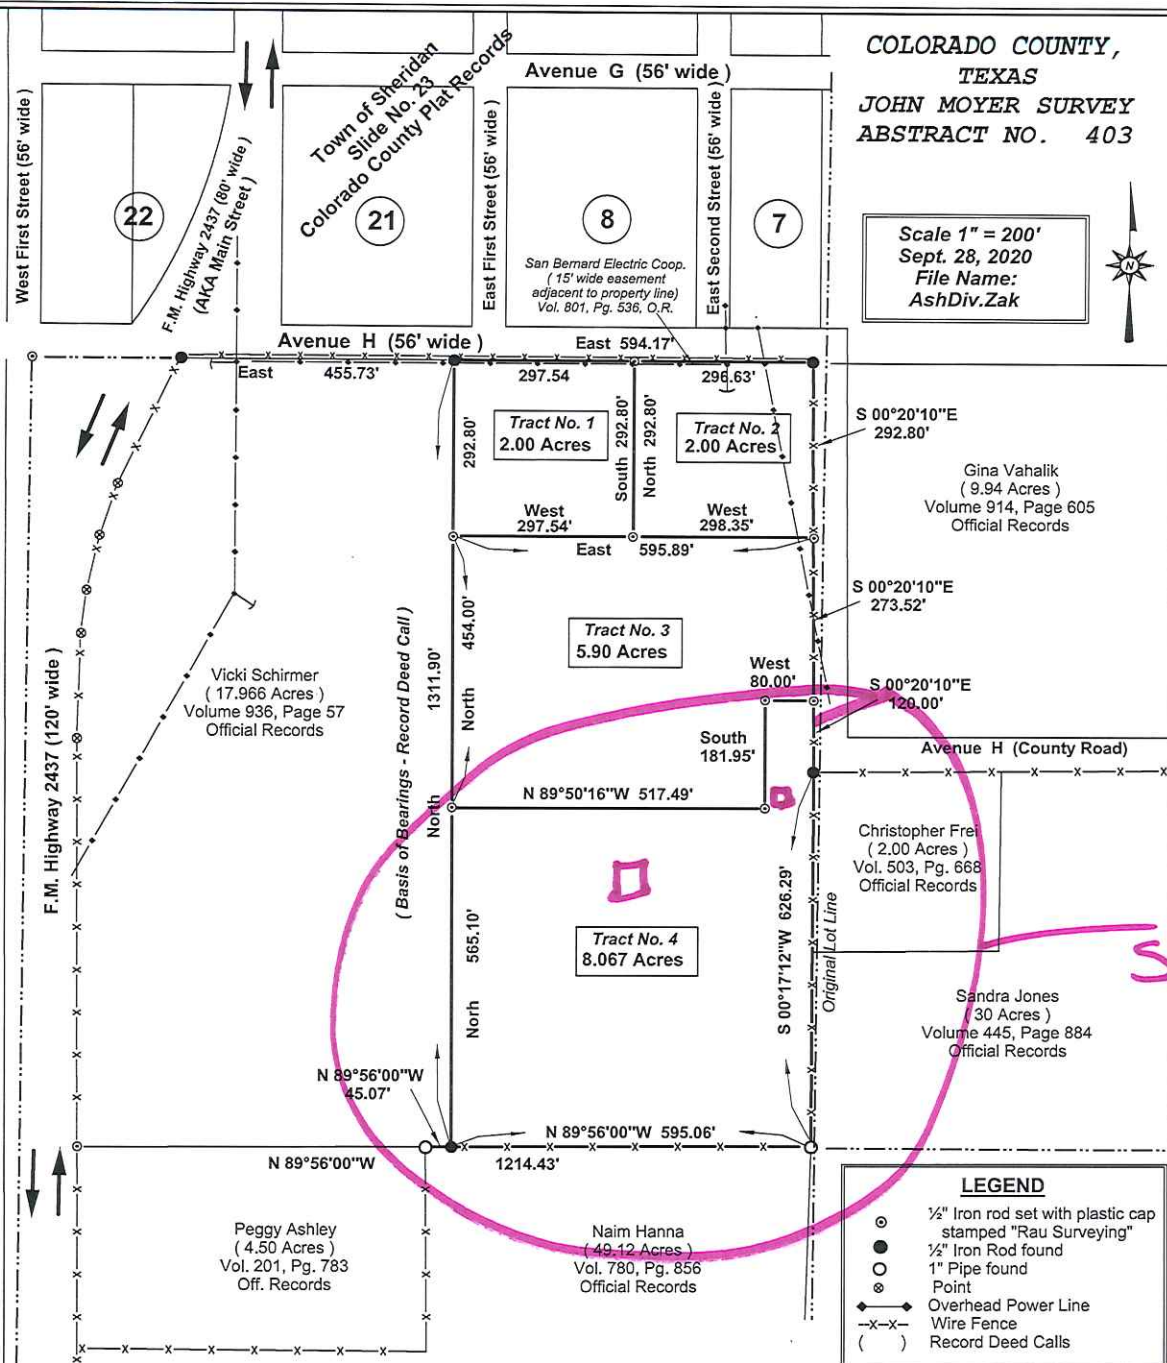 COLORADO COUNTY,
TEXAS
JOHN MOYER SURVEY
ABSTRACT NO. 403
Scale 1" = 200'
Sept. 28, 2020
File Name:
AshDiv.Zak
N
Avenue G (56' wide )
Town of Sheridan
Slide No. 23
Colorado County Plat Records
West First Street (56' wide )
F.M. Highway 2437 (80' wide )
(AKA Main Street )
East First Street (56' wide )
East Second Street (56' wide )
22
21
8
7
San Bernard Electric Coop.
( 15' wide easement
adjacent to property line)
Vol. 801, Pg. 536, O.R.
Avenue H (56' wide )
East 594.17'
East 455.73'
297.54
296.63'
292.80'
Tract No. 1
2.00 Acres
South 292.80'
North 292.80'
Tract No. 2
2.00 Acres
S 00°20'10"E
292.80'
Gina Vahalik
( 9.94 Acres )
Volume 914, Page 605
Official Records
West
297.54'
West
298.35'
East 595.89'
S 00°20'10"E
273.52'
( Basis of Bearings - Record Deed Call )
North 1311.90'
North 454.00'
Tract No. 3
5.90 Acres
Vicki Schirmer
( 17.966 Acres )
Volume 936, Page 57
Official Records
F.M. Highway 2437 (120' wide )
West
80.00'
S 00°20'10"E
120.00'
South
181.95'
Avenue H (County Road)
N 89°50'16"W 517.49'
Christopher Frei
( 2.00 Acres )
Vol. 503, Pg. 668
Official Records
S 00°17'12"W 626.29'
Original Lot Line
Norh 565.10'
Tract No. 4
8.067 Acres
S
Sandra Jones
( 30 Acres )
Volume 445, Page 884
Official Records
N 89°56'00"W
45.07'
N 89°56'00"W 595.06'
N 89°56'00"W 1214.43'
Peggy Ashley
( 4.50 Acres )
Vol. 201, Pg. 783
Off. Records
Naim Hanna
( 49.12 Acres )
Vol. 780, Pg. 856
Official Records
LEGEND
½" Iron rod set with plastic cap
stamped "Rau Surveying"
½" Iron Rod found
1" Pipe found
Point
Overhead Power Line
--x--x-- Wire Fence
( ) Record Deed Calls